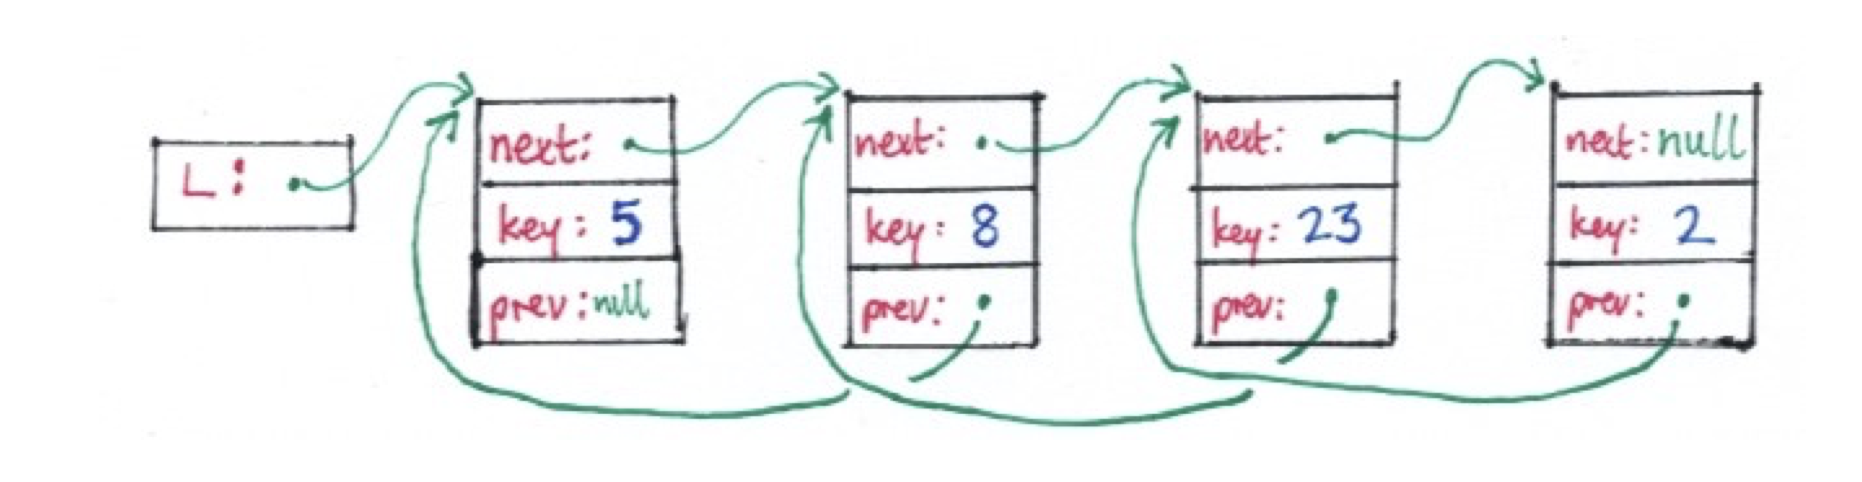 L:
next:
key: 5
prev: null
next:
key: 8
prev:
next:
key: 23
prev:
next: null
key: 2
prev: